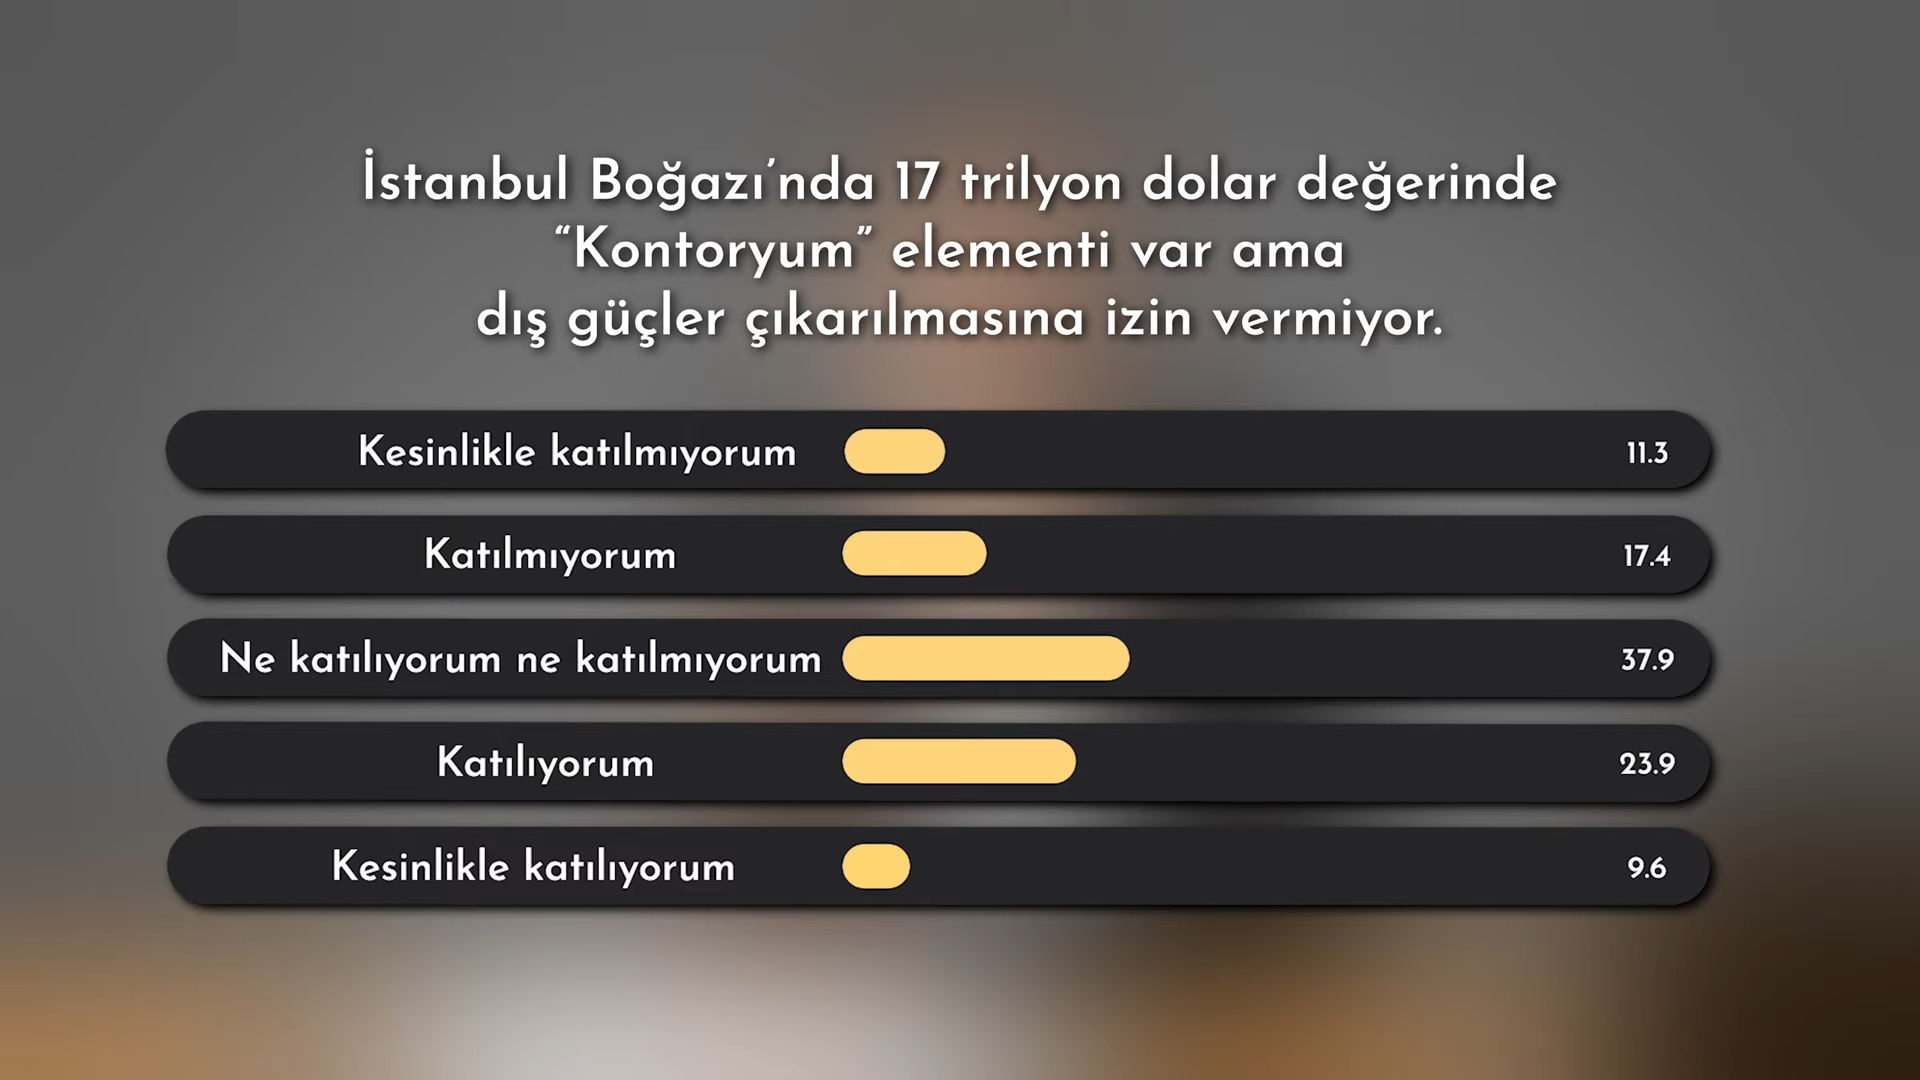 İstanbul Boğazı’nda 17 trilyon dolar değerinde
“Kontoryum” elementi var ama
dış güçler çıkarılmasına izin vermiyor.
Kesinlikle katılmıyorum 11.3
Katılmıyorum 17.4
Ne katılıyorum ne katılmıyorum 37.9
Katılıyorum 23.9
Kesinlikle katılıyorum 9.6